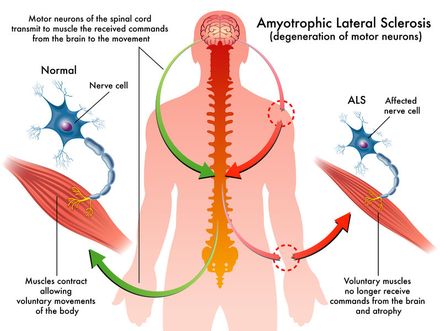 Motor neurons of the spinal cord
transmit to muscle the received commands
from the brain to the movement
Amyotrophic Lateral Sclerosis
(degeneration of motor neurons)
Normal
Nerve cell
ALS
Affected
nerve cell
Muscles contract
allowing
voluntary movements
of the body
Voluntary muscles
no longer receive
commands from the brain
and atrophy